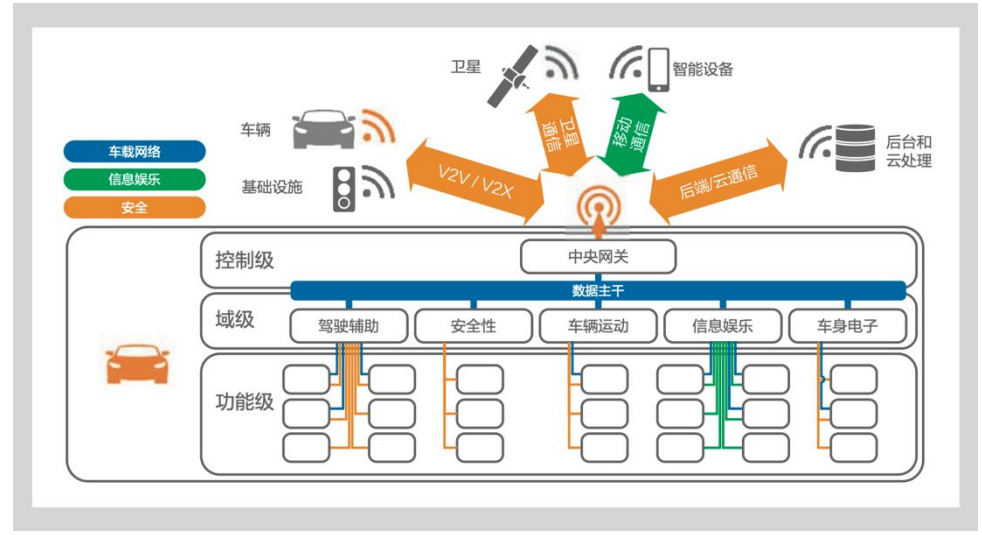 卫星
智能设备
车辆
后台和
云处理
车载网络
信息娱乐
安全
基础设施
V2V / V2X
卫星
通信
移动
通信
后端/云通信
控制级
中央网关
数据主干
域级
驾驶辅助
安全性
车辆运动
信息娱乐
车身电子
功能级